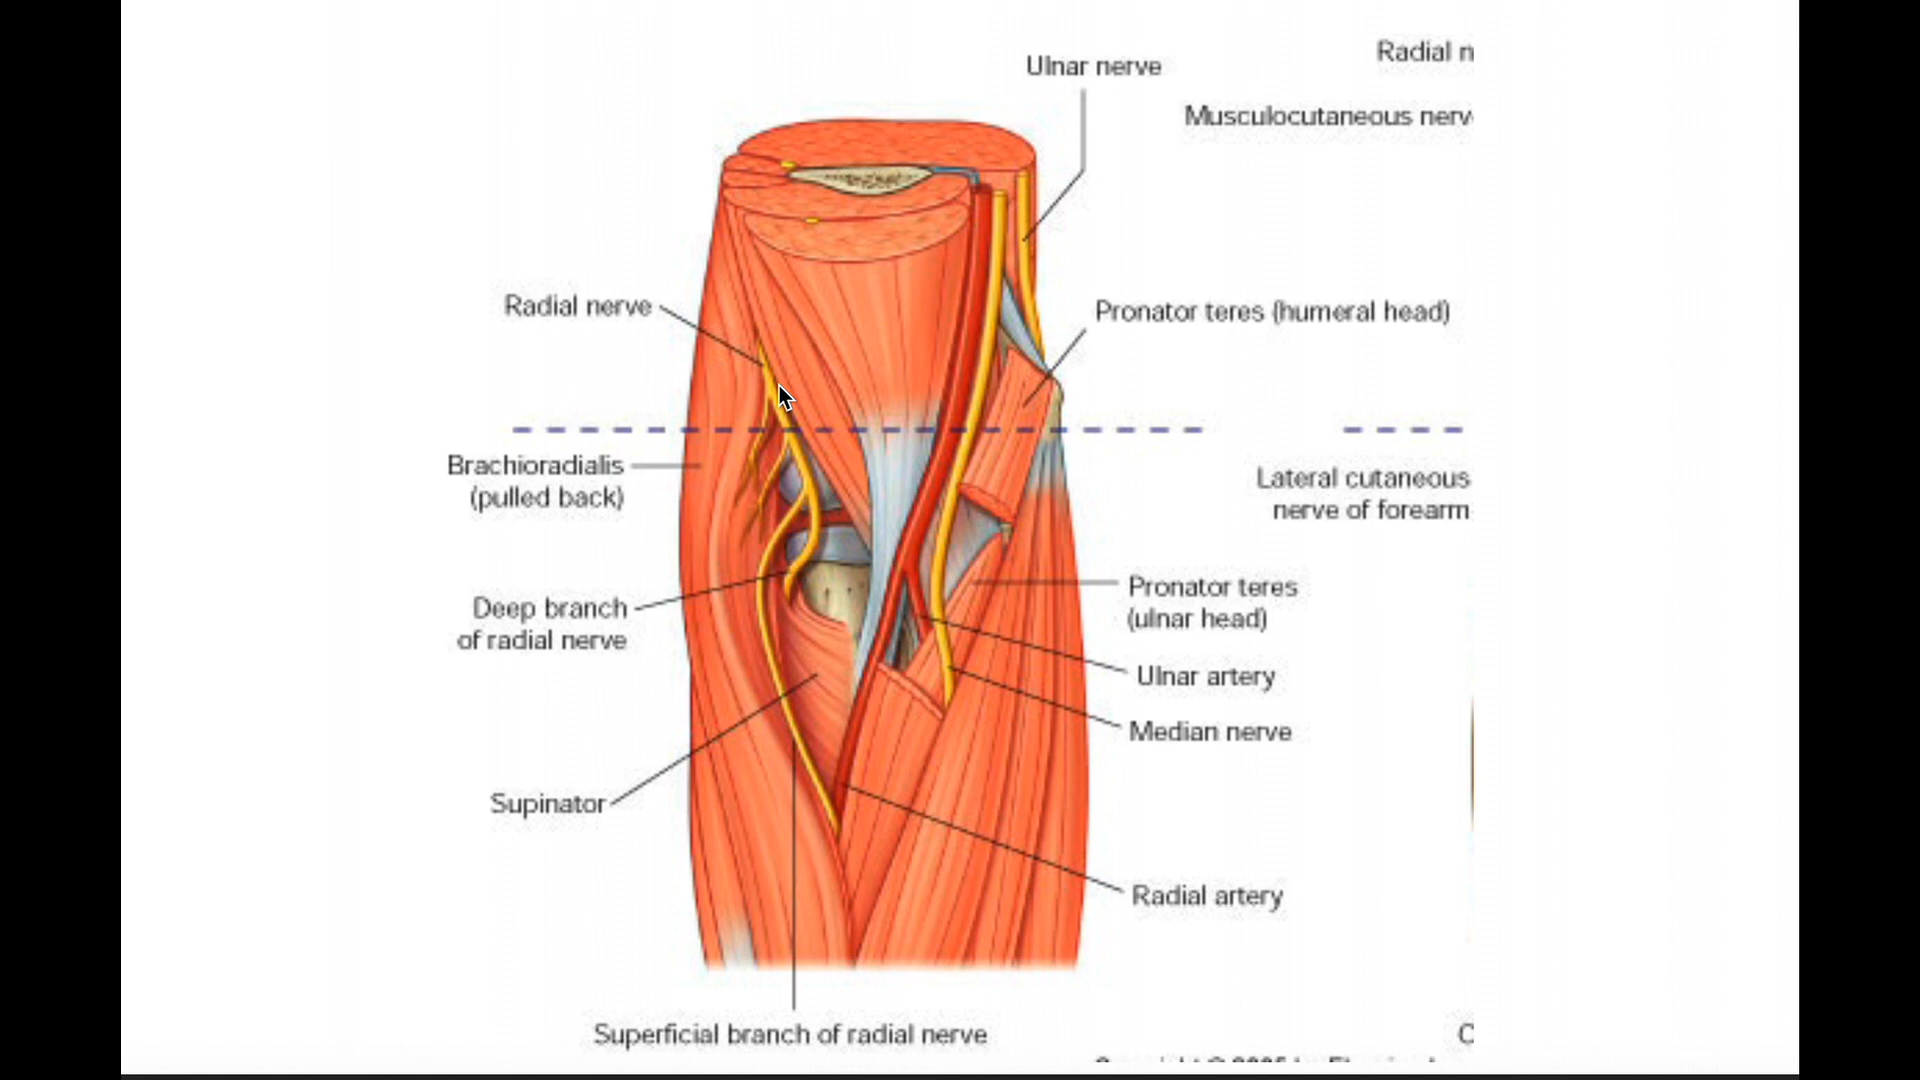 Ulnar nerve
Radial n
Musculocutaneous nerv
Radial nerve
Pronator teres (humeral head)
Brachioradialis
(pulled back)
Lateral cutaneous
nerve of forearm
Deep branch
of radial nerve
Pronator teres
(ulnar head)
Ulnar artery
Median nerve
Supinator
Radial artery
Superficial branch of radial nerve
C